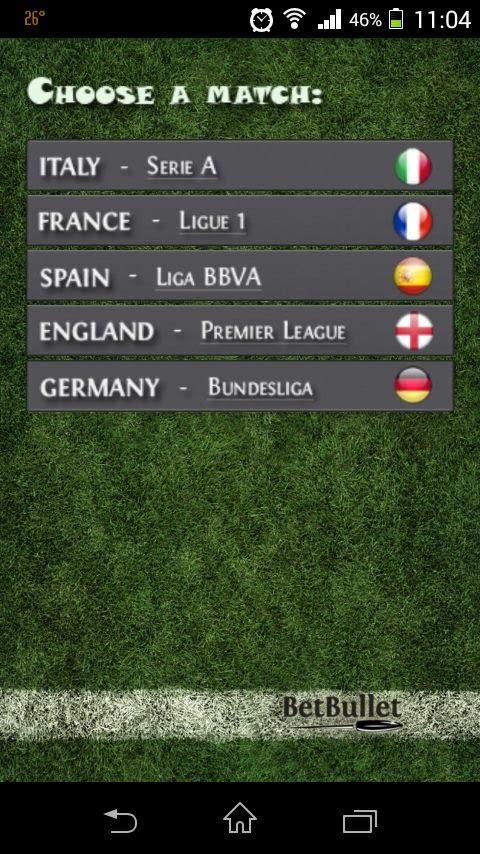 26° 46% 11:04
CHOOSE A MATCH:
ITALY - SERIE A
FRANCE - LIGUE 1
SPAIN - LIGA BBVA
ENGLAND - PREMIER LEAGUE
GERMANY - BUNDESLIGA
BetBullet